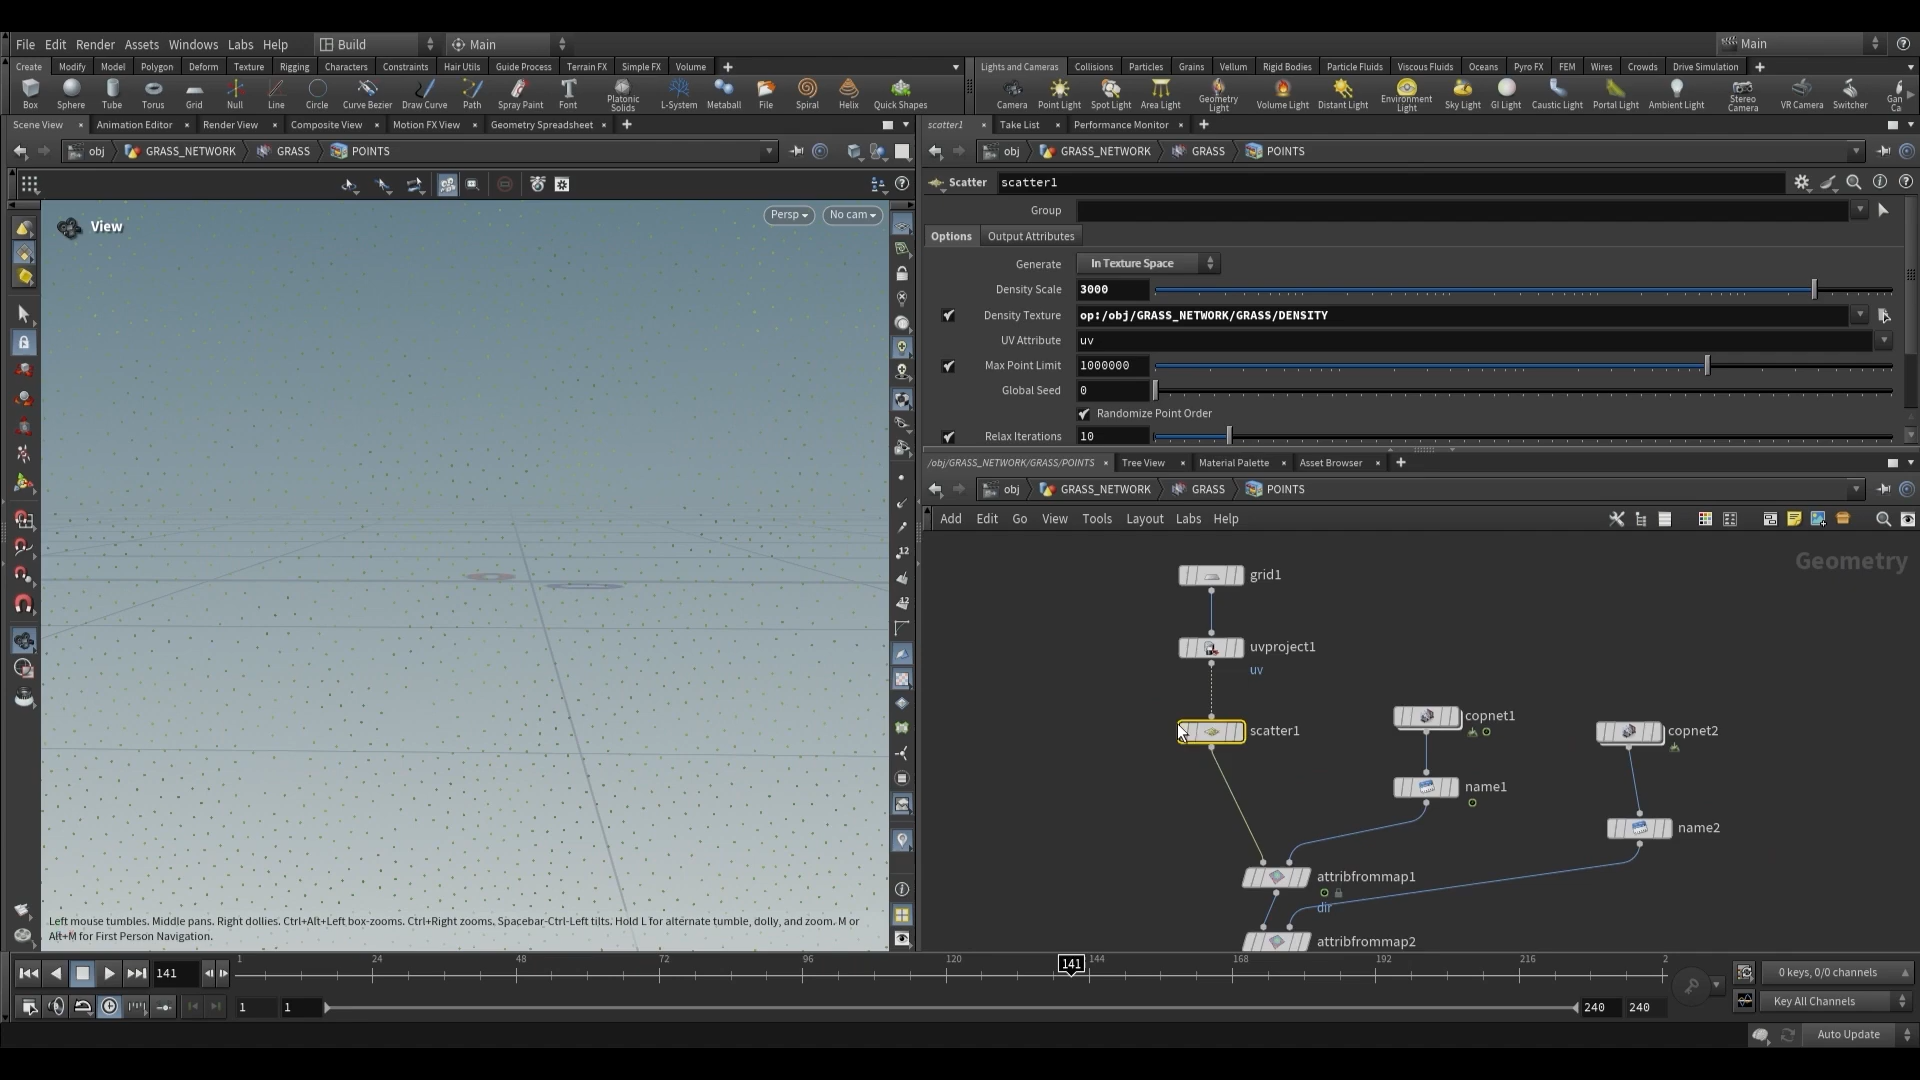 File Edit Render Assets Windows Labs Help Build Main Main
Create Modify Model Polygon Deform Texture Rigging Characters Constraints Hair Utils Guide Process Terrain FX Simple FX Volume
Lights and Cameras Collisions Particles Grains Vellum Rigid Bodies Particle Fluids Viscous Fluids Oceans Pyro FX FEM Wires Crowds Drive Simulation
Box Sphere Tube Torus Grid Null Line Circle Curve Bezier Draw Curve Path Spray Paint Font Platonic Solids L-System Metaball File Spiral Helix Quick Shapes
Camera Point Light Spot Light Area Light Geometry Light Volume Light Distant Light Environment Light Sky Light GI Light Caustic Light Portal Light Ambient Light Stereo Camera VR Camera Switcher
Scene View Animation Editor Render View Composite View Motion FX View Geometry Spreadsheet
obj GRASS_NETWORK GRASS POINTS
View
Persp No cam
Left mouse tumbles. Middle pans. Right dollies. Ctrl+Alt+Left box-zooms. Ctrl+Right zooms. Spacebar-Ctrl-Left tilts. Hold L for alternate tumble, dolly, and zoom. M or
Alt+M for First Person Navigation.
scatter1 Take List Performance Monitor
obj GRASS_NETWORK GRASS POINTS
Scatter scatter1
Group
Options Output Attributes
Generate In Texture Space
Density Scale 3000
Density Texture op:/obj/GRASS_NETWORK/GRASS/DENSITY
UV Attribute uv
Max Point Limit 1000000
Global Seed 0
Randomize Point Order
Relax Iterations 10
/obj/GRASS_NETWORK/GRASS/POINTS Tree View Material Palette Asset Browser
obj GRASS_NETWORK GRASS POINTS
Add Edit Go View Tools Layout Labs Help
Geometry
grid1
uvproject1
uv
scatter1
copnet1
copnet2
name1
name2
attribfrommap1
dir
attribfrommap2
141 1 24 48 72 96 120 141 144 168 192 216 2
0 keys, 0/0 channels
1 1 240 240
Key All Channels
Auto Update